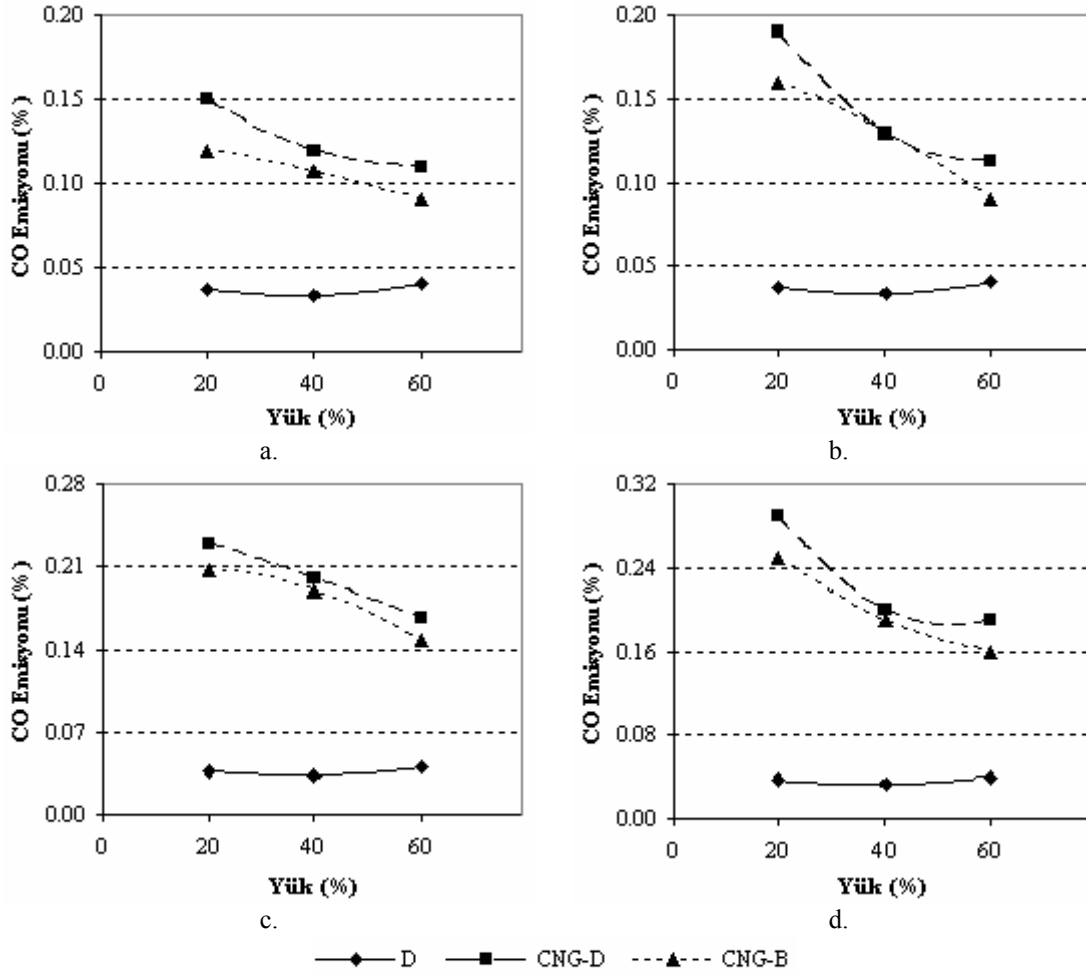 0.20
0.15
0.10
0.05
0.00
CO Emisyonu (%)
0 20 40 60
Yük (%)
a.
0.20
0.15
0.10
0.05
0.00
CO Emisyonu (%)
0 20 40 60
Yük (%)
b.
0.28
0.21
0.14
0.07
0.00
CO Emisyonu (%)
0 20 40 60
Yük (%)
c.
0.32
0.24
0.16
0.08
0.00
CO Emisyonu (%)
0 20 40 60
Yük (%)
d.
D CNG-D CNG-B